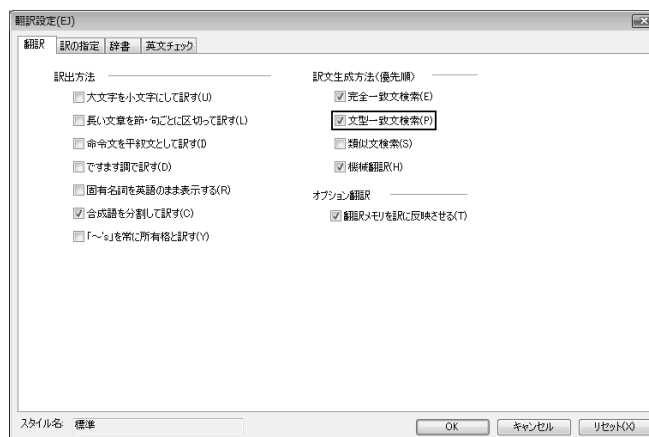 翻訳設定(EJ)
翻訳 訳の指定 辞書 英文チェック
訳出方法
大文字を小文字にして訳す(U)
長い文章を節・句ごとに区切って訳す(L)
命令文を平叙文として訳す(I)
ですます調で訳す(D)
固有名詞を英語のまま表示する(R)
合成語を分割して訳す(C)
「～'s」を常に所有格と訳す(Y)
訳文生成方法(優先順)
完全一致文検索(E)
文型一致文検索(P)
類似文検索(S)
機械翻訳(H)
オプション翻訳
翻訳メモリを訳に反映させる(T)
スタイル名: 標準
OK キャンセル リセット(X)